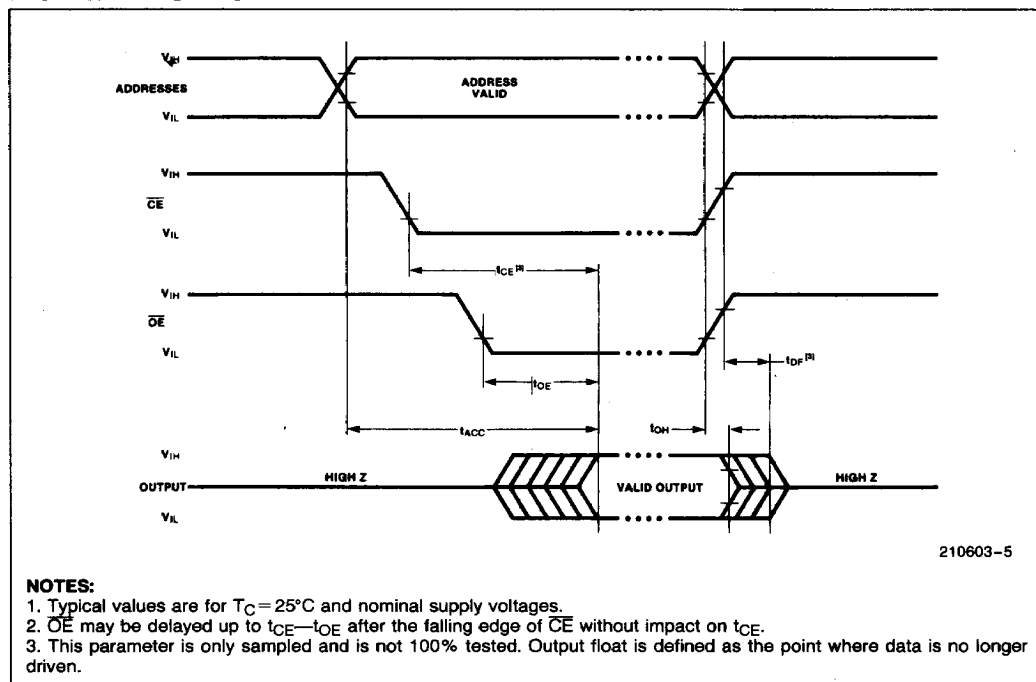 VIH
ADDRESSES
ADDRESS
VALID
VIL
VIH
CE
VIL
tCE [3]
VIH
OE
VIL
tDF [3]
tOE
tACC
tOH
VIH
HIGH Z
OUTPUT
VALID OUTPUT
HIGH Z
VIL
210603–5
NOTES:
1. Typical values are for TC = 25°C and nominal supply voltages.
2. OE may be delayed up to tCE—tOE after the falling edge of CE without impact on tCE.
3. This parameter is only sampled and is not 100% tested. Output float is defined as the point where data is no longer
driven.